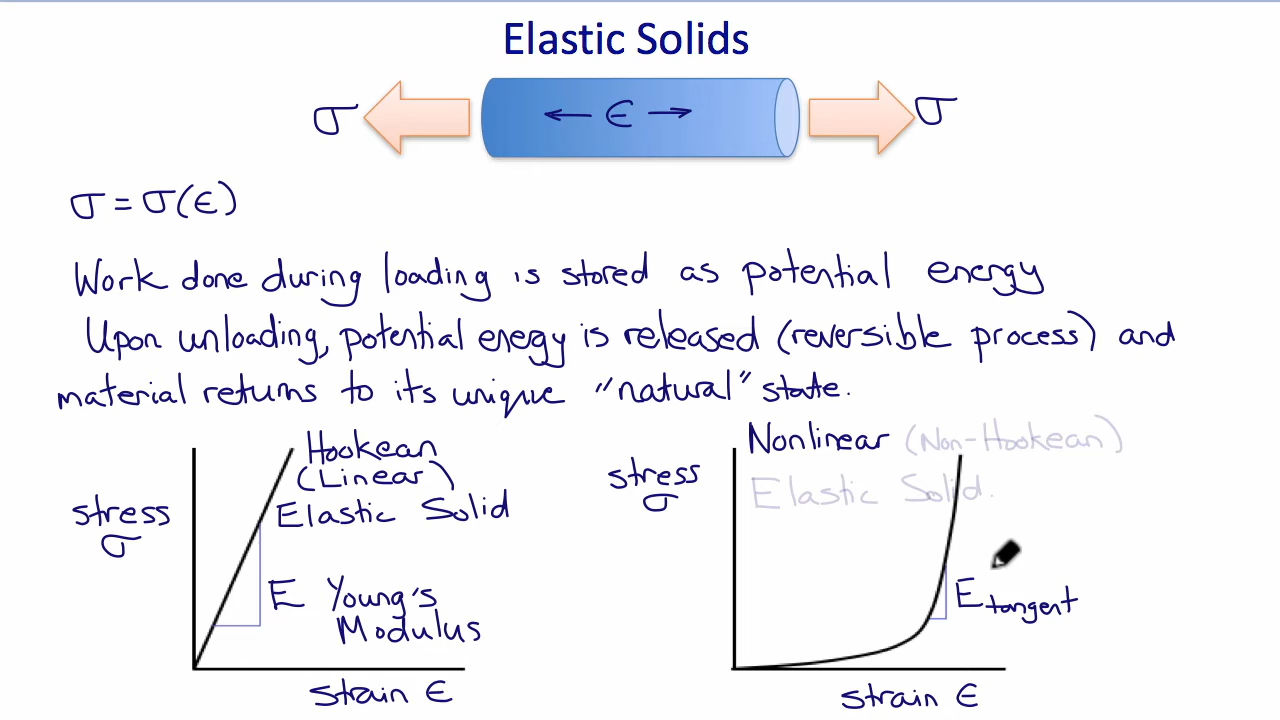 Elastic Solids
σ ← ϵ → σ
σ = σ(ϵ)
Work done during loading is stored as potential energy
Upon unloading, potential energy is released (reversible process) and
material returns to its unique "natural" state.
Hookean
(Linear)
Elastic Solid
stress
σ
E Young's
Modulus
strain ϵ
Nonlinear (Non-Hookean)
Elastic Solid.
stress
σ
E tangent
strain ϵ